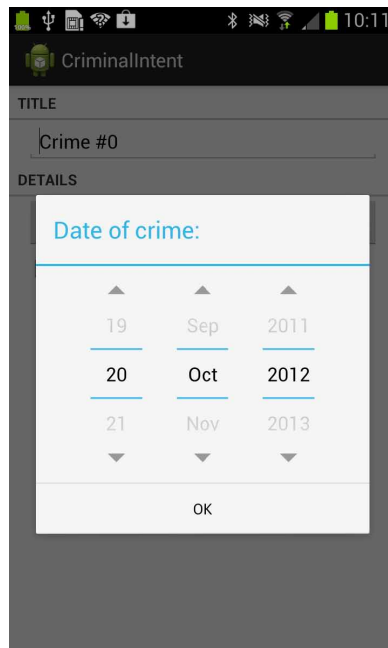 100%
10:11
CriminalIntent
TITLE
Crime #0
DETAILS
Date of crime:
19 Sep 2011
20 Oct 2012
21 Nov 2013
OK